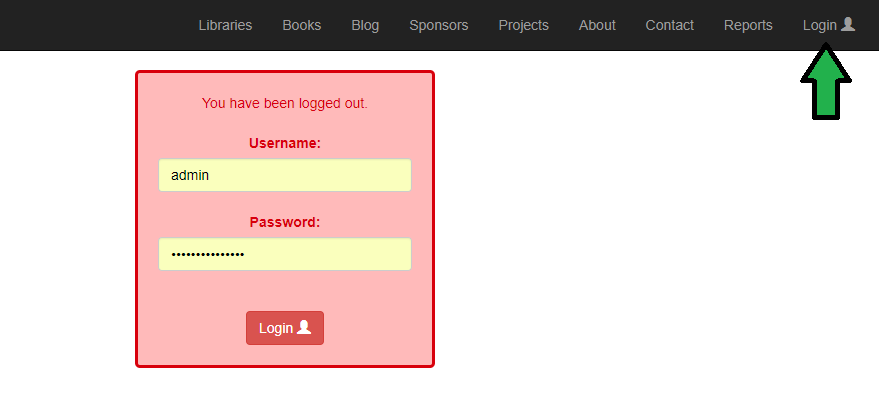 Libraries Books Blog Sponsors Projects About Contact Reports Login
You have been logged out.
Username:
admin
Password:
•••••••••••••••
Login